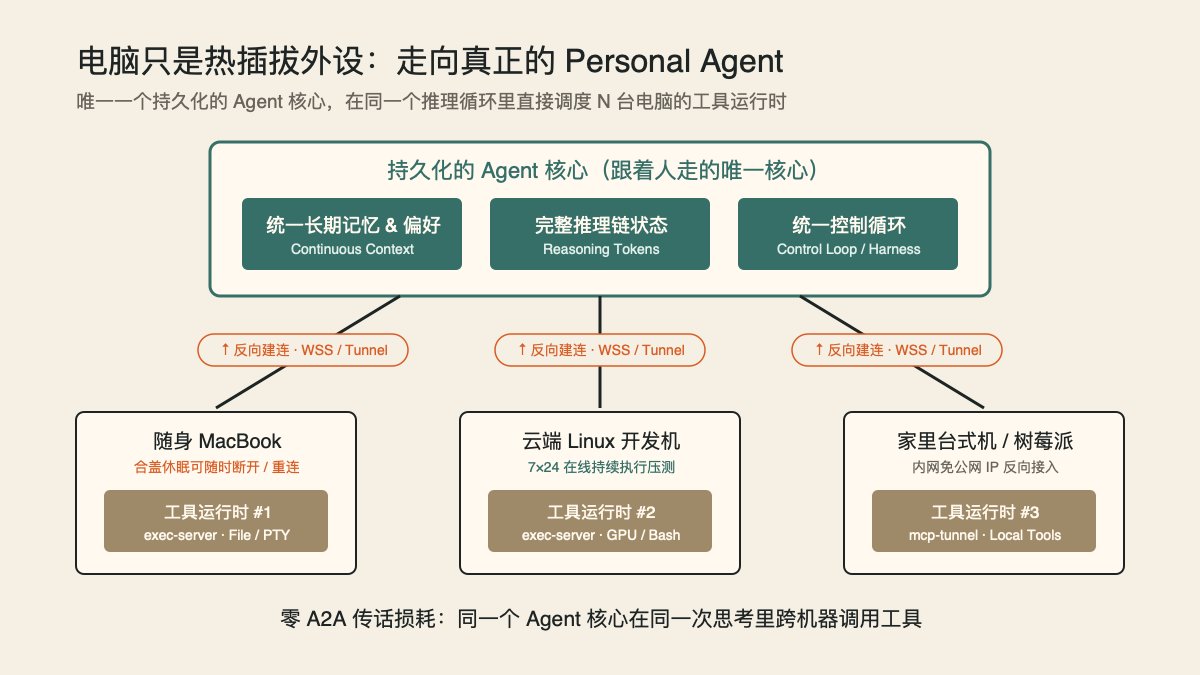 电脑只是热插拔外设：走向真正的 Personal Agent
唯一一个持久化的 Agent 核心，在同一个推理循环里直接调度 N 台电脑的工具运行时
持久化的 Agent 核心（跟着人走的唯一核心）
统一长期记忆 & 偏好
Continuous Context
完整推理链状态
Reasoning Tokens
统一控制循环
Control Loop / Harness
↑ 反向建连 · WSS / Tunnel
↑ 反向建连 · WSS / Tunnel
↑ 反向建连 · WSS / Tunnel
随身 MacBook
合盖休眠可随时断开 / 重连
工具运行时 #1
exec-server · File / PTY
云端 Linux 开发机
7×24 在线持续执行压测
工具运行时 #2
exec-server · GPU / Bash
家里台式机 / 树莓派
内网免公网 IP 反向接入
工具运行时 #3
mcp-tunnel · Local Tools
零 A2A 传话损耗：同一个 Agent 核心在同一次思考里跨机器调用工具